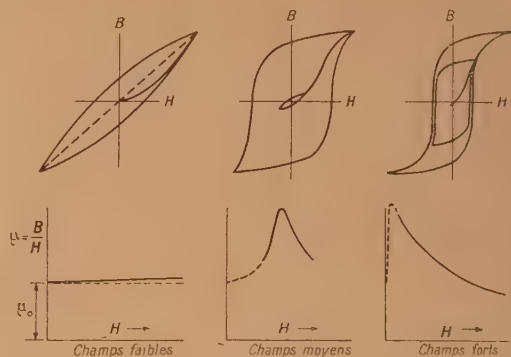 B
B
B
H
H
H
μ = B/H
μ₀
H →
H →
H →
Champs faibles
Champs moyens
Champs forts